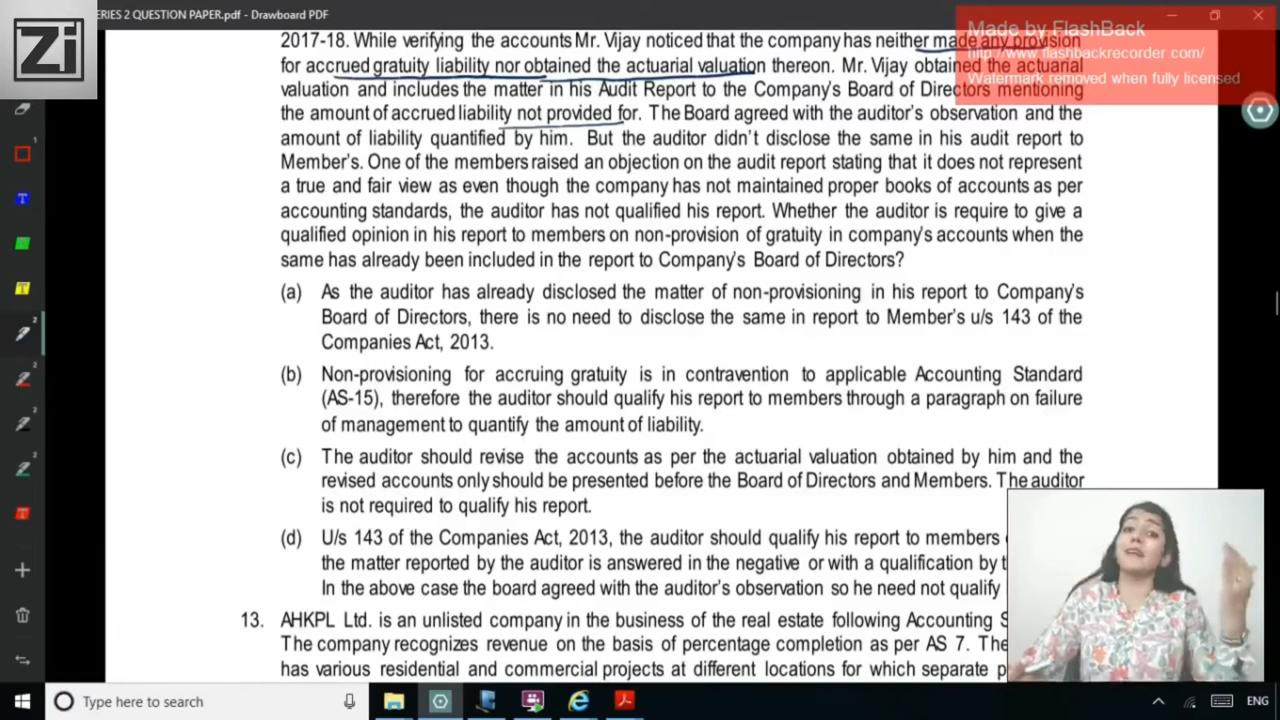 SERIES 2 QUESTION PAPER.pdf - Drawboard PDF
Zi
Made by FlashBack
http://www.flashbackrecorder.com/
Watermark removed when fully licensed
2017-18. While verifying the accounts Mr. Vijay noticed that the company has neither made any provision
for accrued gratuity liability nor obtained the actuarial valuation thereon. Mr. Vijay obtained the actuarial
valuation and includes the matter in his Audit Report to the Company's Board of Directors mentioning
the amount of accrued liability not provided for. The Board agreed with the auditor's observation and the
amount of liability quantified by him. But the auditor didn't disclose the same in his audit report to
Member's. One of the members raised an objection on the audit report stating that it does not represent
a true and fair view as even though the company has not maintained proper books of accounts as per
accounting standards, the auditor has not qualified his report. Whether the auditor is require to give a
qualified opinion in his report to members on non-provision of gratuity in company's accounts when the
same has already been included in the report to Company's Board of Directors?
(a) As the auditor has already disclosed the matter of non-provisioning in his report to Company's
Board of Directors, there is no need to disclose the same in report to Member's u/s 143 of the
Companies Act, 2013.
(b) Non-provisioning for accruing gratuity is in contravention to applicable Accounting Standard
(AS-15), therefore the auditor should qualify his report to members through a paragraph on failure
of management to quantify the amount of liability.
(c) The auditor should revise the accounts as per the actuarial valuation obtained by him and the
revised accounts only should be presented before the Board of Directors and Members. The auditor
is not required to qualify his report.
(d) U/s 143 of the Companies Act, 2013, the auditor should qualify his report to members
the matter reported by the auditor is answered in the negative or with a qualification by
In the above case the board agreed with the auditor's observation so he need not qualify
13. AHKPL Ltd. is an unlisted company in the business of the real estate following Accounting
The company recognizes revenue on the basis of percentage completion as per AS 7.
has various residential and commercial projects at different locations for which separate
Type here to search
ENG